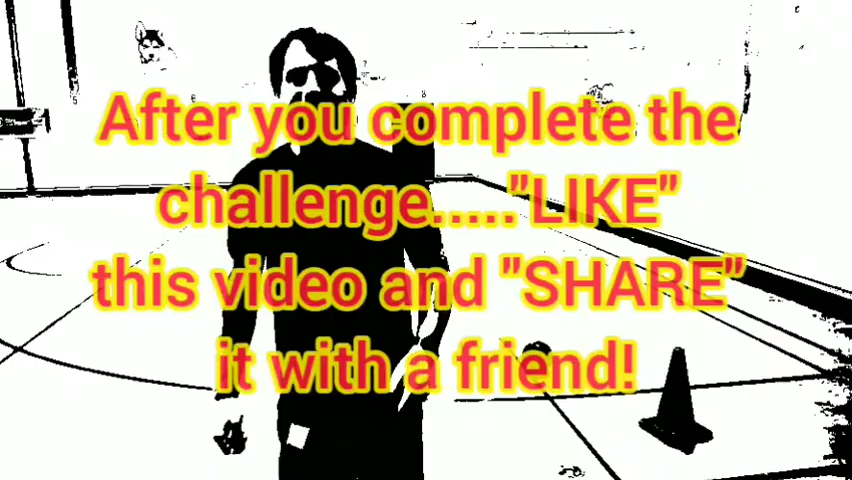 After you complete the
challenge....."LIKE"
this video and "SHARE"
it with a friend!